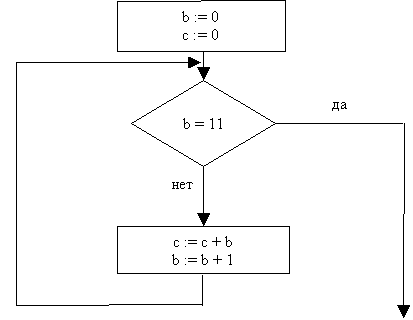 b := 0
c := 0
b = 11
да
нет
c := c + b
b := b + 1